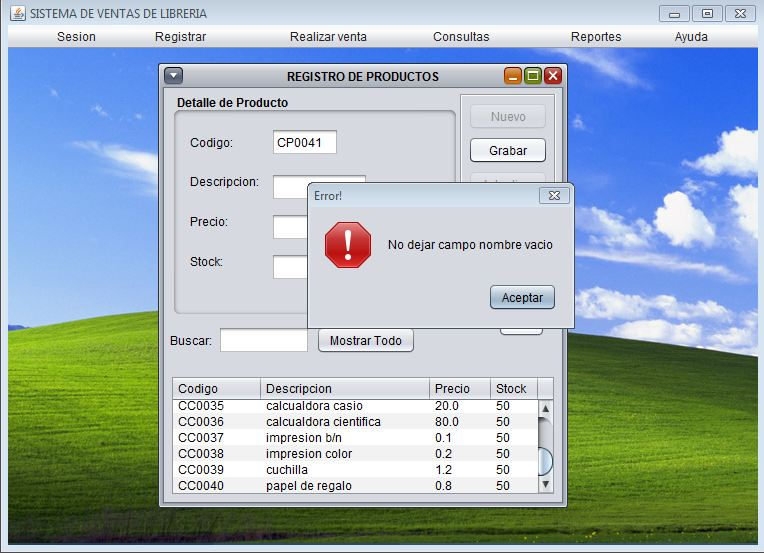 SISTEMA DE VENTAS DE LIBRERIA
Sesion Registrar Realizar venta Consultas Reportes Ayuda
REGISTRO DE PRODUCTOS
Detalle de Producto
Nuevo
Codigo: CP0041
Grabar
Descripcion:
Error!
Precio:
No dejar campo nombre vacio
Stock:
Aceptar
Buscar: Mostrar Todo
Codigo Descripcion Precio Stock
CC0035 calcualdora casio 20.0 50
CC0036 calcualdora cientifica 80.0 50
CC0037 impresion b/n 0.1 50
CC0038 impresion color 0.2 50
CC0039 cuchilla 1.2 50
CC0040 papel de regalo 0.8 50